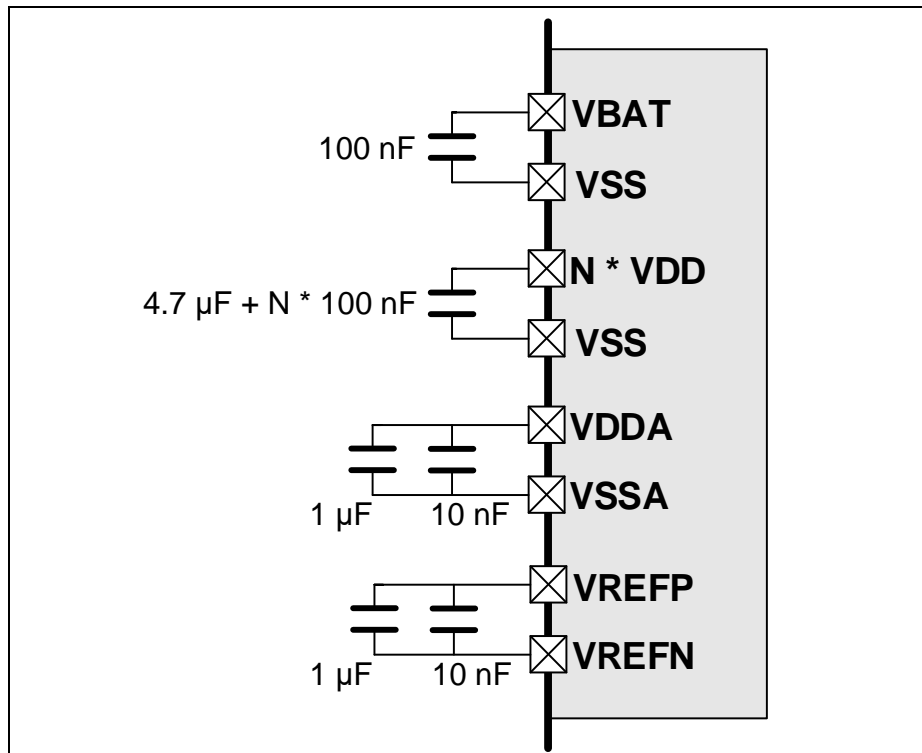 VBAT
100 nF
VSS
N * VDD
4.7 µF + N * 100 nF
VSS
VDDA
VSSA
1 µF 10 nF
VREFP
VREFN
1 µF 10 nF